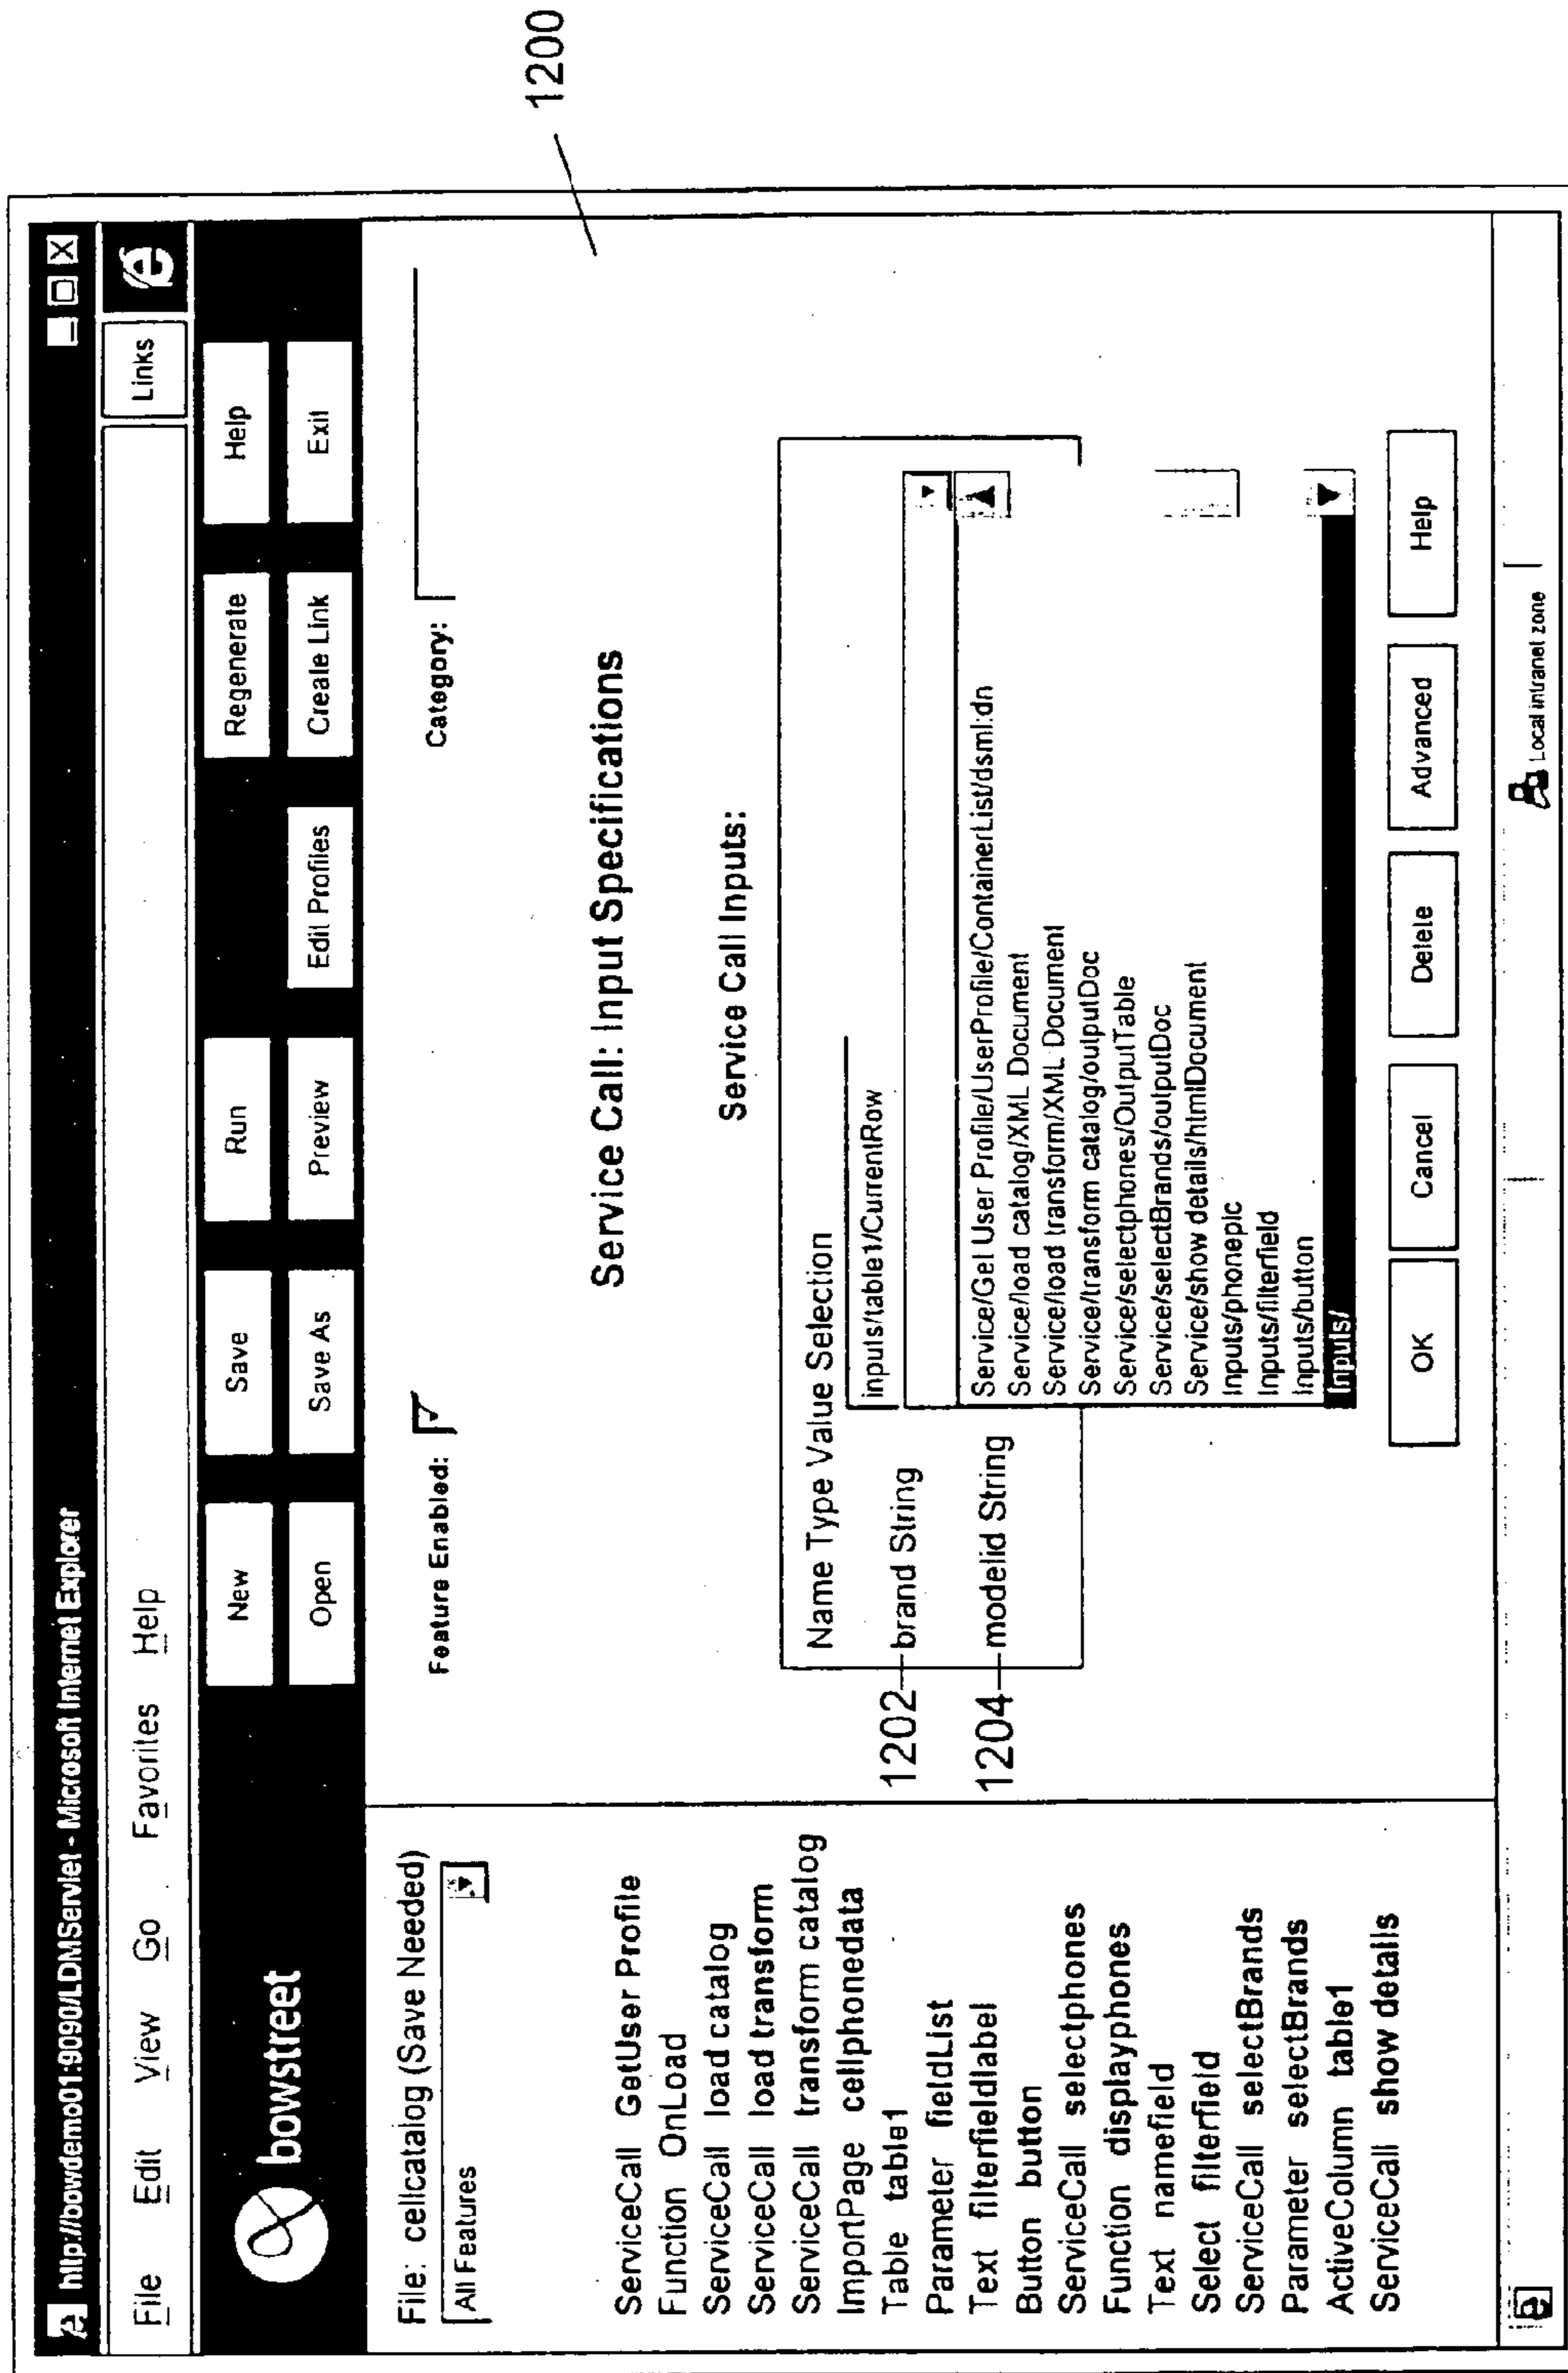 http://bowdemo01:9090/LDMServlet - Microsoft Internet Explorer
File Edit View Go Favorites Help
Links
bowstreet
New Save Run Regenerate Help
Open Save As Preview Edit Profiles Create Link Exit
File: cellcatalog (Save Needed)
All Features
ServiceCall GetUser Profile
Function OnLoad
ServiceCall load catalog
ServiceCall load transform
ServiceCall transform catalog
ImportPage cellphonedata
Table table1
Parameter fieldList
Text filterfieldlabel
Button button
ServiceCall selectphones
Function displayphones
Text namefield
Select filterfield
ServiceCall selectBrands
Parameter selectBrands
ActiveColumn table1
ServiceCall show details
Feature Enabled:
Category:
Service Call: Input Specifications
Service Call Inputs:
Name Type Value Selection
1202 brand String
inputs/table1/CurrentRow
1204 modelid String
Service/Get User Profile/UserProfile/ContainerList/dsml:dn
Service/load catalog/XML Document
Service/load transform/XML Document
Service/transform catalog/outputDoc
Service/selectphones/OutputTable
Service/selectBrands/outputDoc
Service/show details/htmlDocument
Inputs/phonepic
Inputs/filterfield
Inputs/button
Inputs/
OK Cancel Delete Advanced Help
Local intranet zone
1200